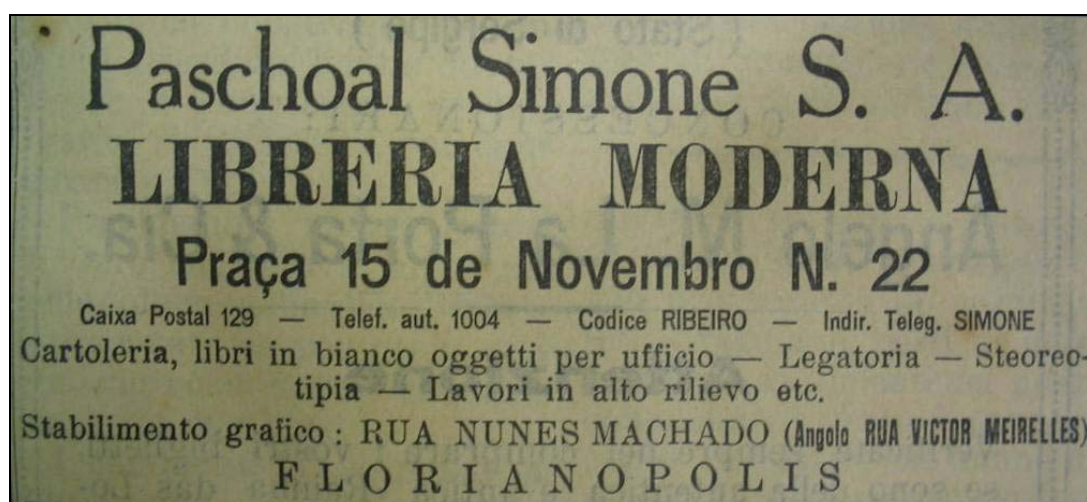 Paschoal Simone S. A.
LIBRERIA MODERNA
Praça 15 de Novembro N. 22
Caixa Postal 129 — Telef. aut. 1004 — Codice RIBEIRO — Indir. Teleg. SIMONE
Cartoleria, libri in bianco oggetti per ufficio — Legatoria — Steoreo-
tipia — Lavori in alto rilievo etc.
Stabilimento grafico : RUA NUNES MACHADO (Angolo RUA VICTOR MEIRELLES)
FLORIANOPOLIS